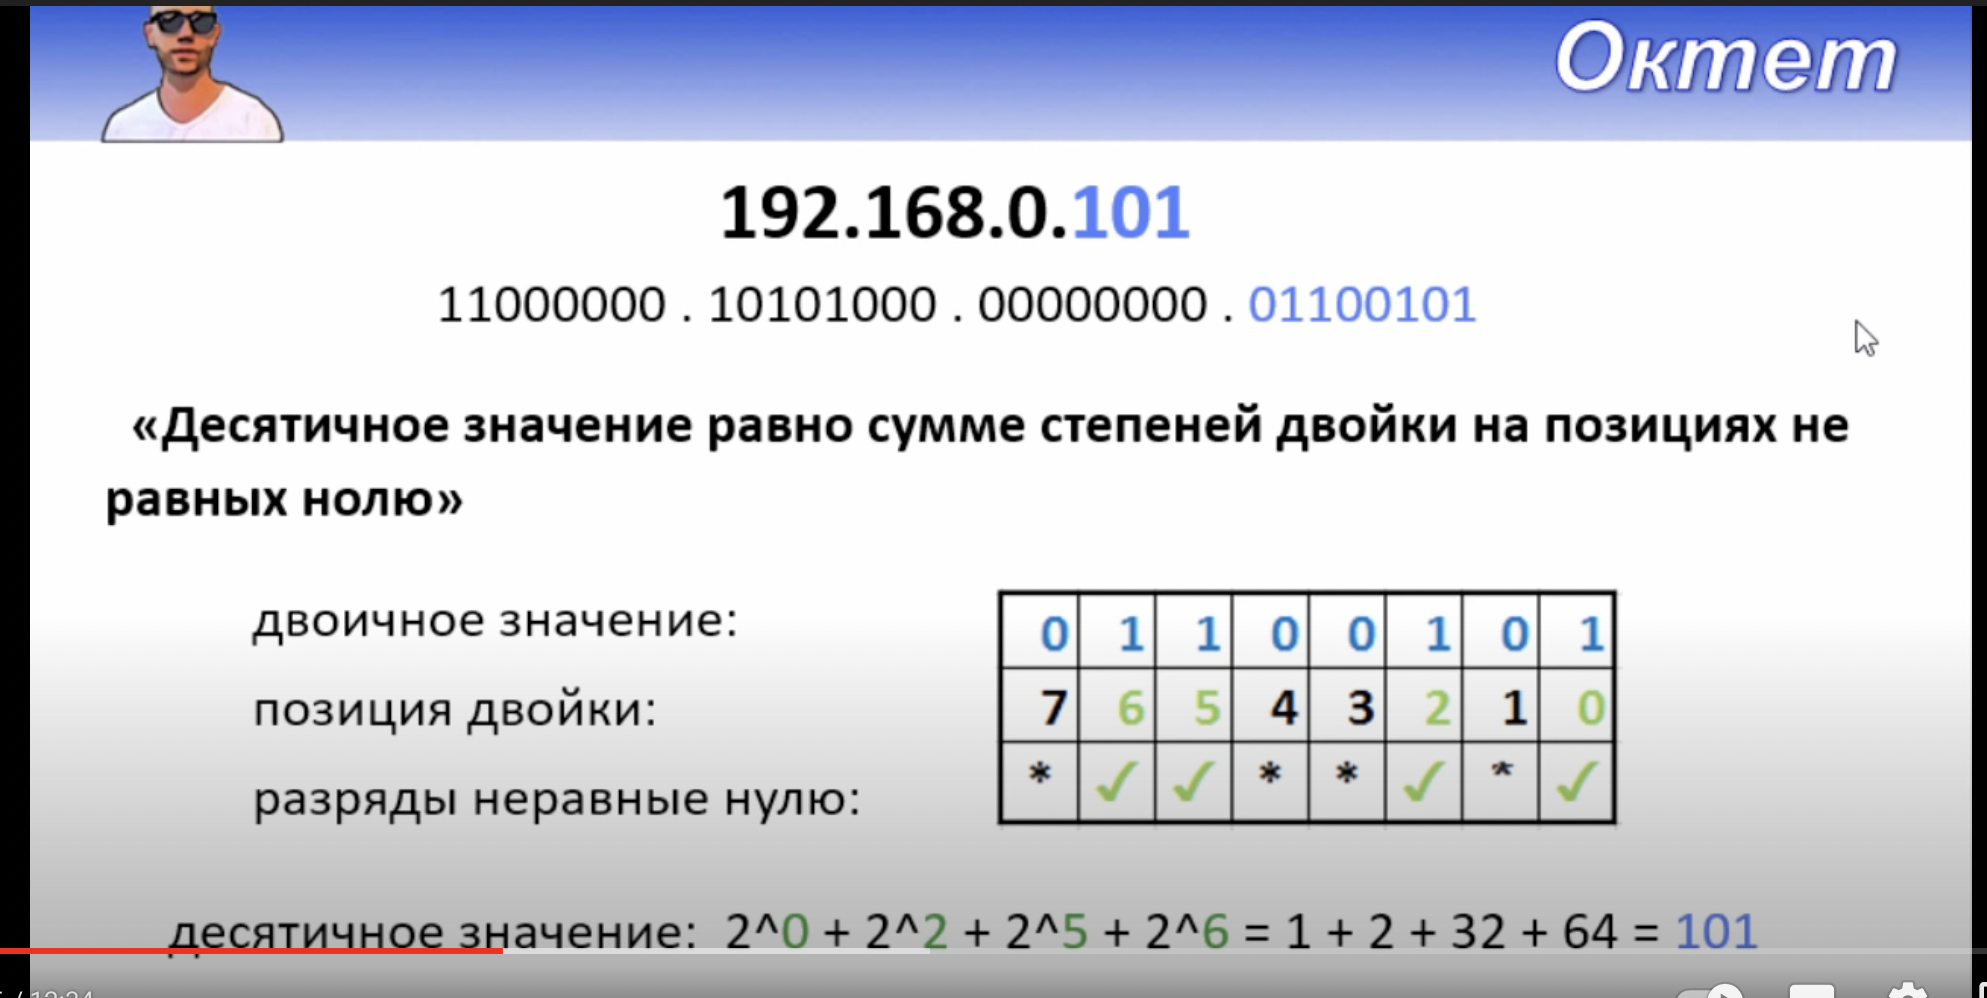 Октет
192.168.0.101
11000000 . 10101000 . 00000000 . 01100101
«Десятичное значение равно сумме степеней двойки на позициях не
равных нолю»
двоичное значение: 0 1 1 0 0 1 0 1
позиция двойки: 7 6 5 4 3 2 1 0
разряды неравные нулю: * ✓ ✓ * * ✓ * ✓
десятичное значение: 2^0 + 2^2 + 2^5 + 2^6 = 1 + 2 + 32 + 64 = 101